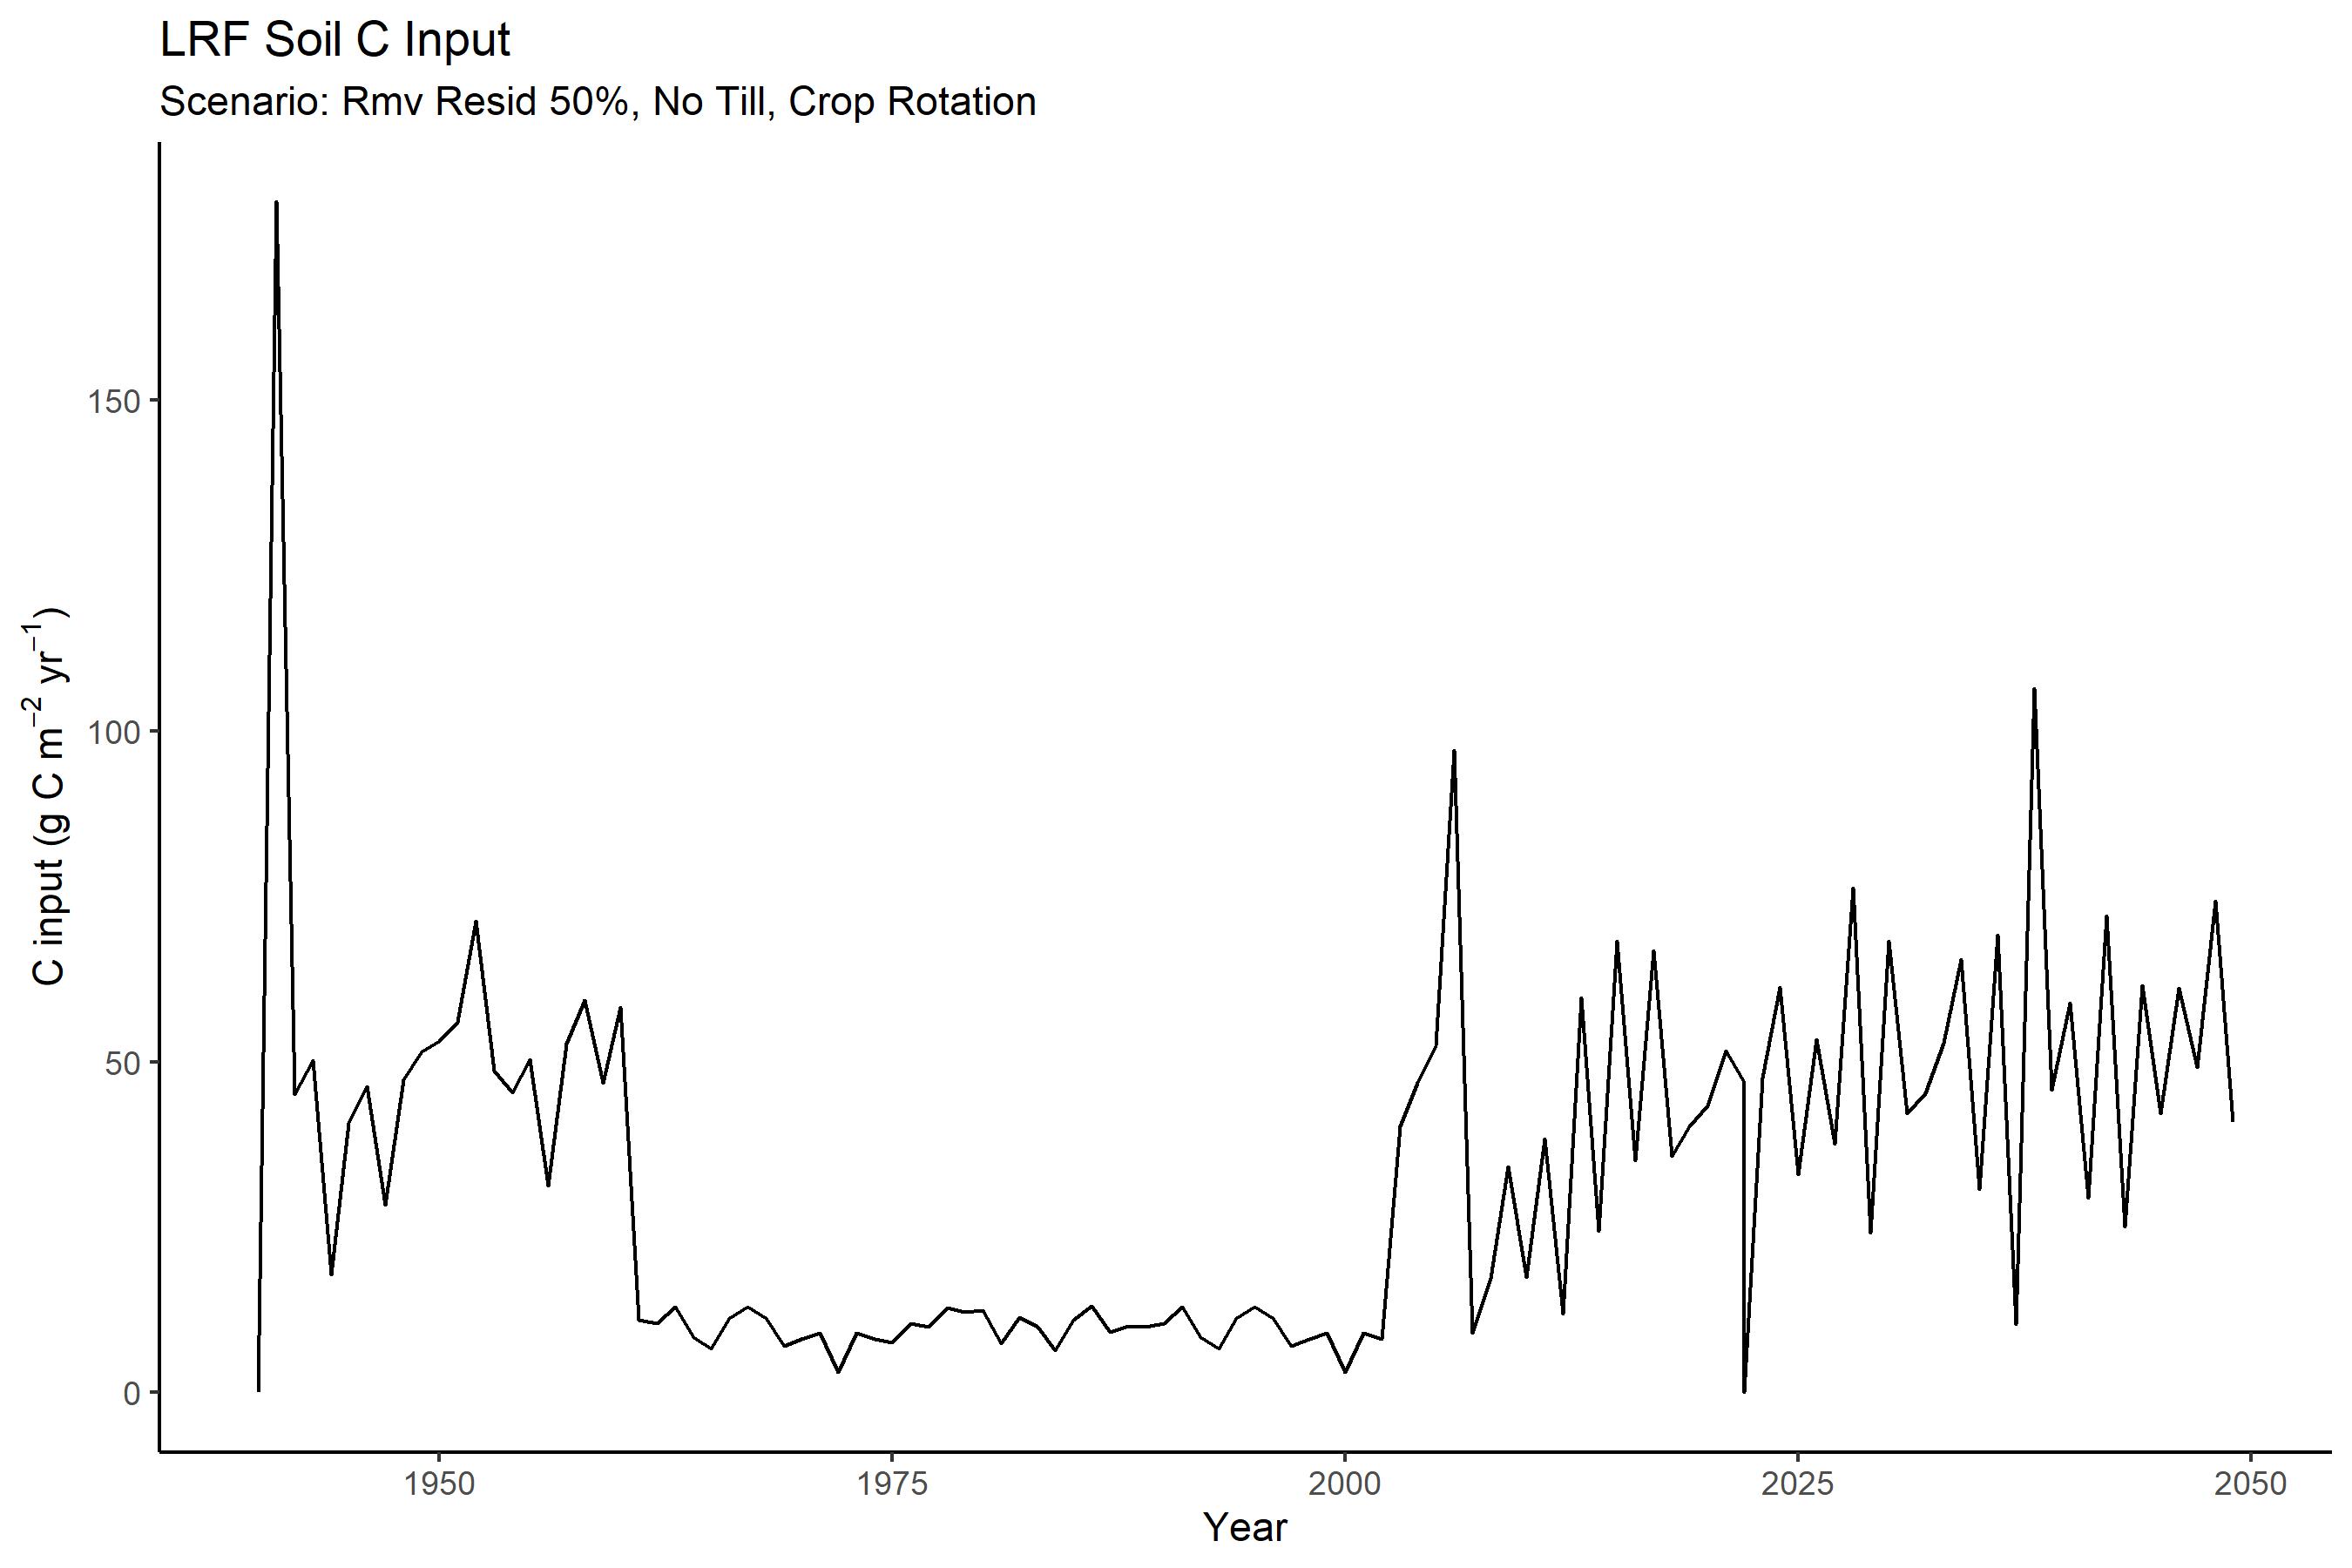 LRF Soil C Input
Scenario: Rmv Resid 50%, No Till, Crop Rotation
C input (g C m⁻² yr⁻¹)
150
100
50
0
1950 1975 2000 2025 2050
Year